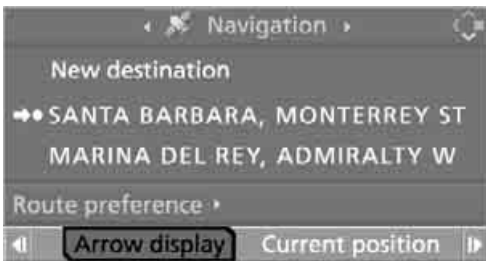 Navigation
New destination
SANTA BARBARA, MONTERREY ST
MARINA DEL REY, ADMIRALTY W
Route preference
Arrow display Current position